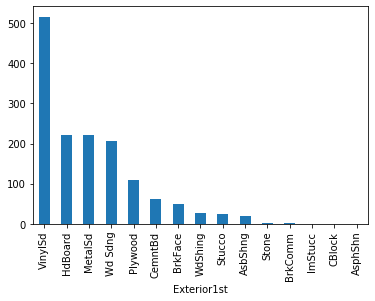 500
400
300
200
100
0
VinylSd
HdBoard
MetalSd
Wd Sdng
Plywood
CemntBd
BrkFace
WdShing
Stucco
AsbShng
Stone
BrkComm
ImStucc
CBlock
AsphShn
Exterior1st